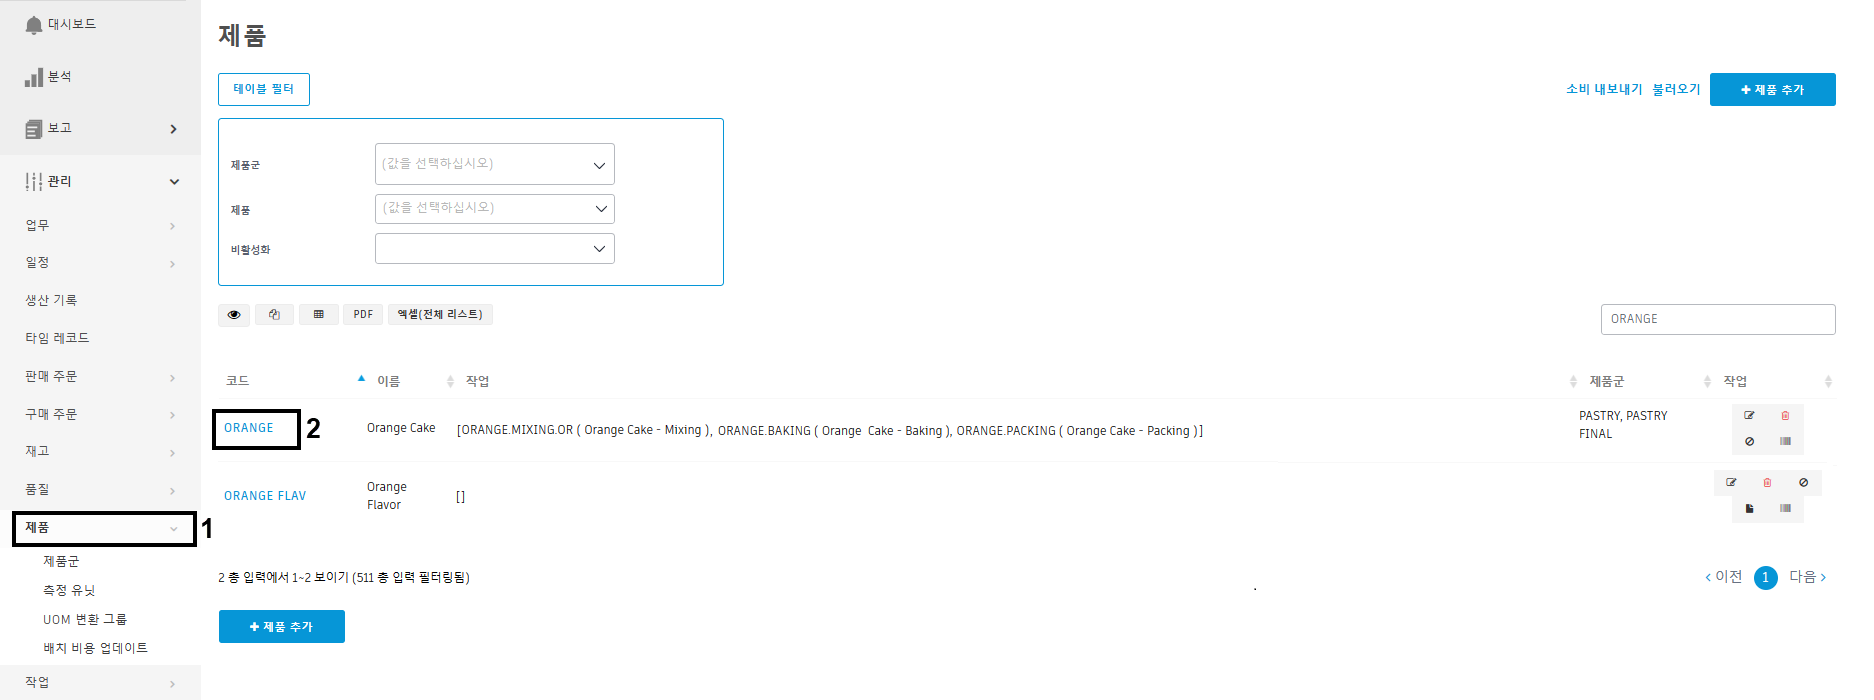 대시보드
분석
보고
관리
업무
일정
생산 기록
타임 레코드
판매 주문
구매 주문
재고
품질
제품
1
제품군
측정 유닛
UOM 변환 그룹
배치 비용 업데이트
작업
제품
테이블 필터
소비 내보내기 불러오기 + 제품 추가
제품군 (값을 선택하십시오)
제품 (값을 선택하십시오)
비활성화
PDF 엑셀(전체 리스트) ORANGE
코드 이름 작업 제품군 작업
ORANGE 2 Orange Cake [ORANGE.MIXING.OR ( Orange Cake - Mixing ), ORANGE.BAKING ( Orange Cake - Baking ), ORANGE.PACKING ( Orange Cake - Packing )] PASTRY, PASTRY
FINAL
ORANGE FLAV Orange
Flavor []
2 총 입력에서 1~2 보이기 (511 총 입력 필터링됨) . ‹ 이전 1 다음 ›
+ 제품 추가